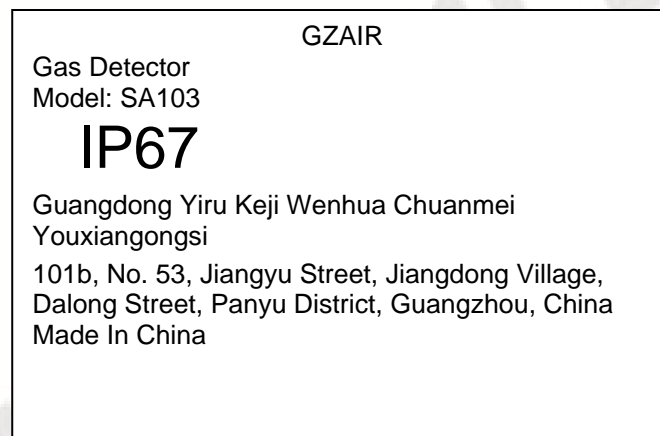 GZAIR
Gas Detector
Model: SA103
IP67
Guangdong Yiru Keji Wenhua Chuanmei
Youxiangongsi
101b, No. 53, Jiangyu Street, Jiangdong Village,
Dalong Street, Panyu District, Guangzhou, China
Made In China